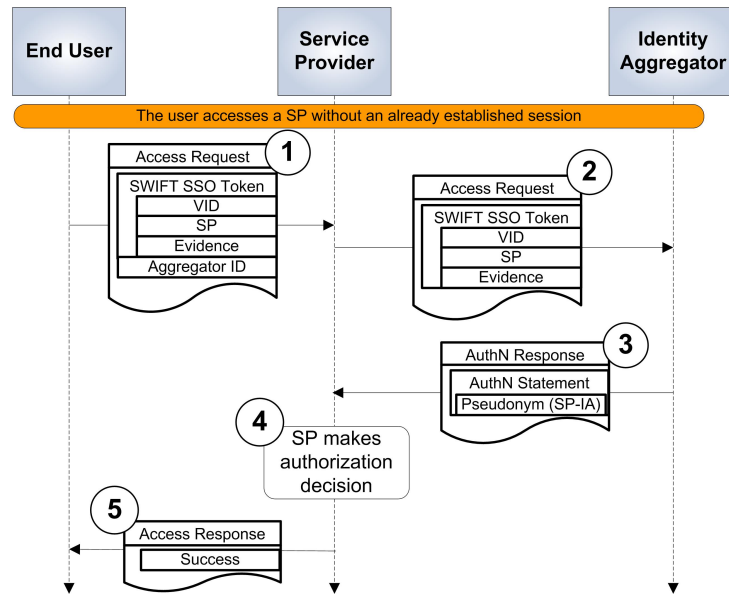 End User
Service
Provider
Identity
Aggregator
The user accesses a SP without an already established session
1
Access Request
SWIFT SSO Token
VID
SP
Evidence
Aggregator ID
2
Access Request
SWIFT SSO Token
VID
SP
Evidence
3
AuthN Response
AuthN Statement
Pseudonym (SP-IA)
4
SP makes
authorization
decision
5
Access Response
Success